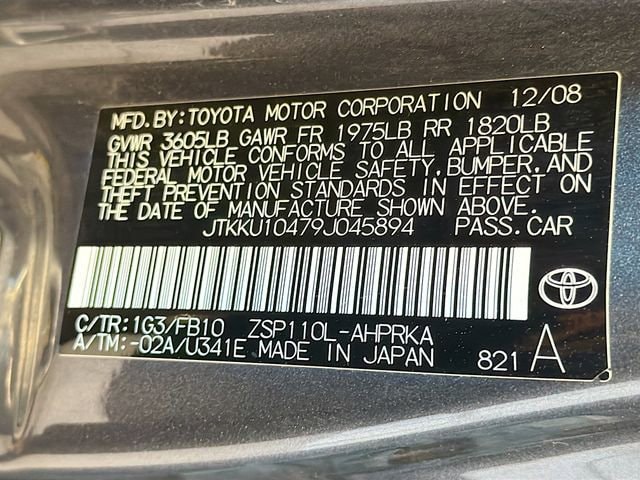 MFD.BY:TOYOTA MOTOR CORPORATION 12/08
GVWR 3605LB GAWR FR 1975LB RR 1820LB
THIS VEHICLE CONFORMS TO ALL APPLICABLE
FEDERAL MOTOR VEHICLE SAFETY,BUMPER,AND
THEFT PREVENTION STANDARDS IN EFFECT ON
THE DATE OF MANUFACTURE SHOWN ABOVE.
JTKKU10479J045894 PASS.CAR
C/TR:1G3/FB10 ZSP110L-AHPRKA
A/TM:-02A/U341E MADE IN JAPAN 821 A